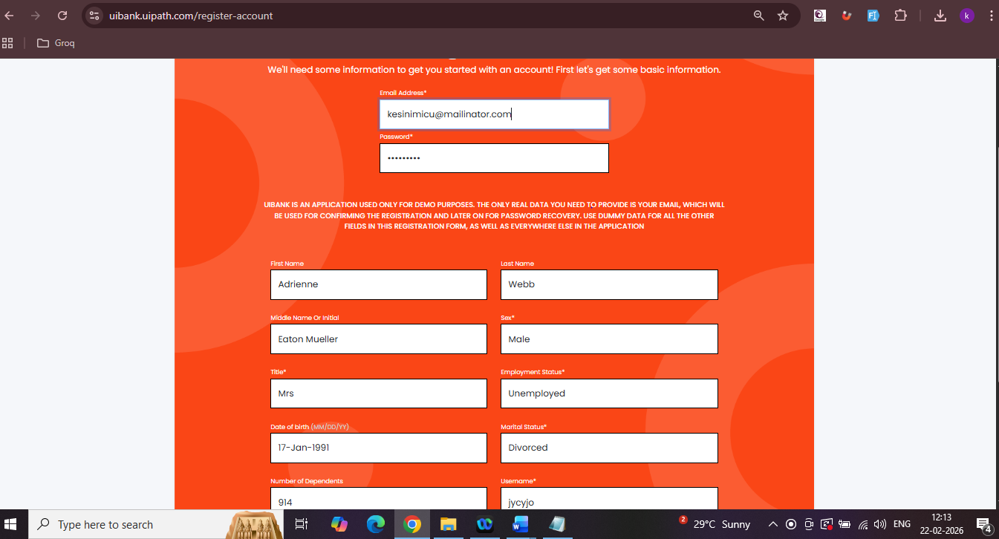 uibank.uipath.com/register-account
k
Groq
We'll need some information to get you started with an account! First let's get some basic information.
Email Address*
kesinimicu@mailinator.com
Password*
•••••••••
UIBANK IS AN APPLICATION USED ONLY FOR DEMO PURPOSES. THE ONLY REAL DATA YOU NEED TO PROVIDE IS YOUR EMAIL, WHICH WILL
BE USED FOR CONFIRMING THE REGISTRATION AND LATER ON FOR PASSWORD RECOVERY. USE DUMMY DATA FOR ALL THE OTHER
FIELDS IN THIS REGISTRATION FORM, AS WELL AS EVERYWHERE ELSE IN THE APPLICATION
First Name
Last Name
Adrienne
Webb
Middle Name Or Initial
Sex*
Eaton Mueller
Male
Title*
Employment Status*
Mrs
Unemployed
Date of birth (MM/DD/YY)
Marital Status*
17-Jan-1991
Divorced
Number of Dependents
Username*
914
jycyjo
Type here to search
2
29°C Sunny
ENG
12:13
22-02-2026
4